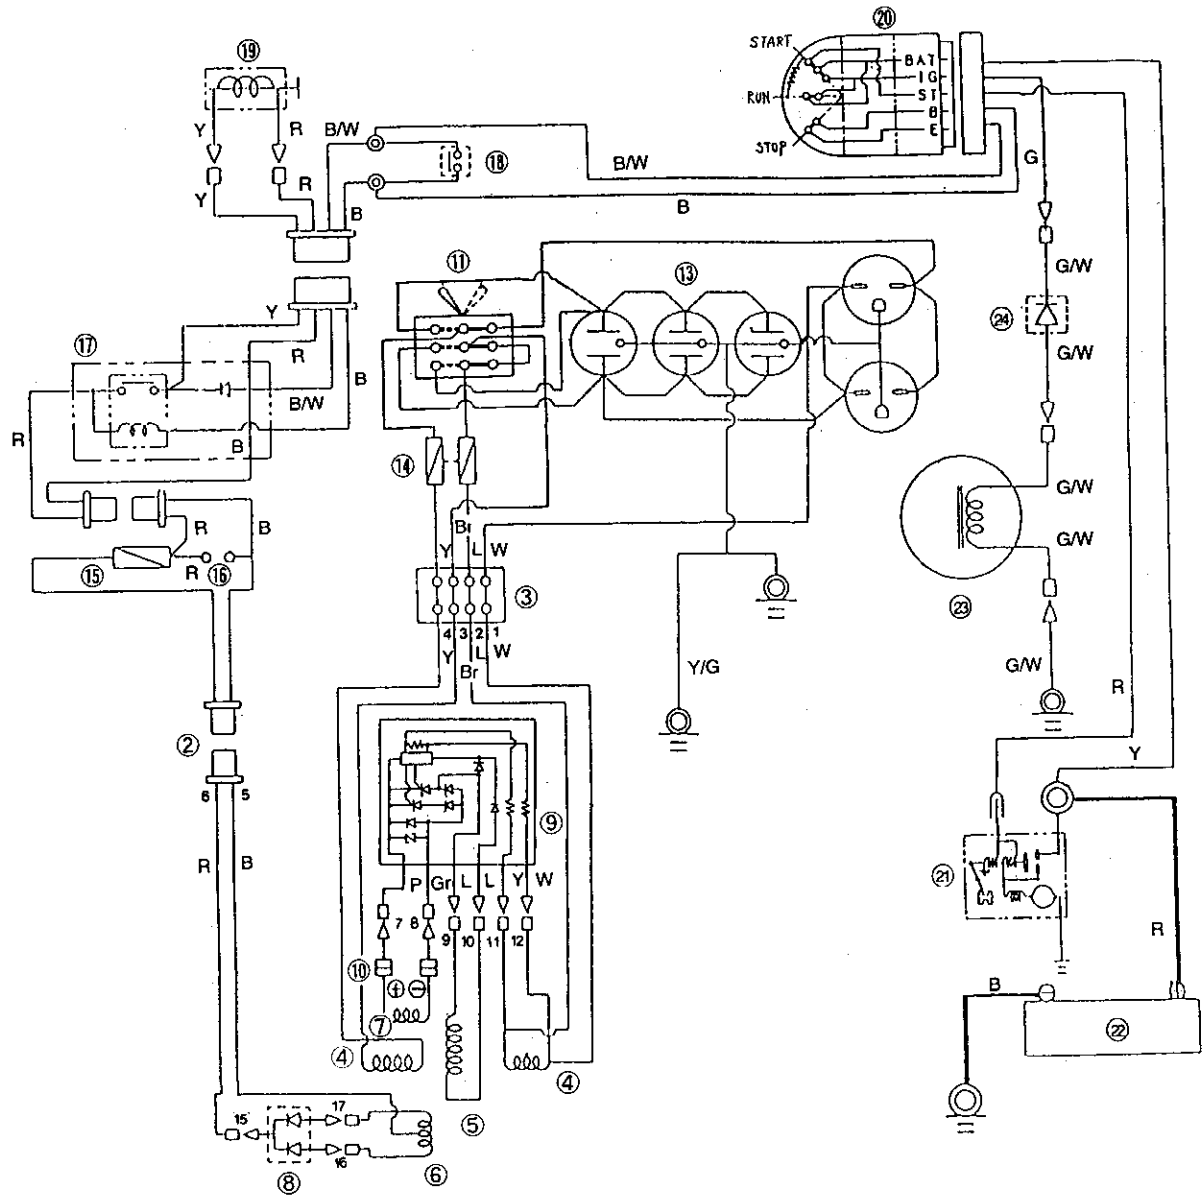 ⑳
START
BAT
IG
RUN
ST
B
STOP
E
⑲
Y
R
B/W
⑱
B/W
G
Y
R
B
B
G/W
⑪
⑬
㉔
G/W
Y
⑰
R
B
B/W
R
B
⑭
G/W
R
B
Br
G/W
Y
L
W
⑮
R
⑯
③
㉓
4
3
2
1
Y
L
W
Br
Y/G
G/W
R
②
Y
6
5
⑨
R
B
P
Gr
L
L
Y
W
㉑
7
8
9
10
11
12
R
⑩
+
−
B
⑦
④
④
㉒
⑤
15
17
16
⑥
⑧